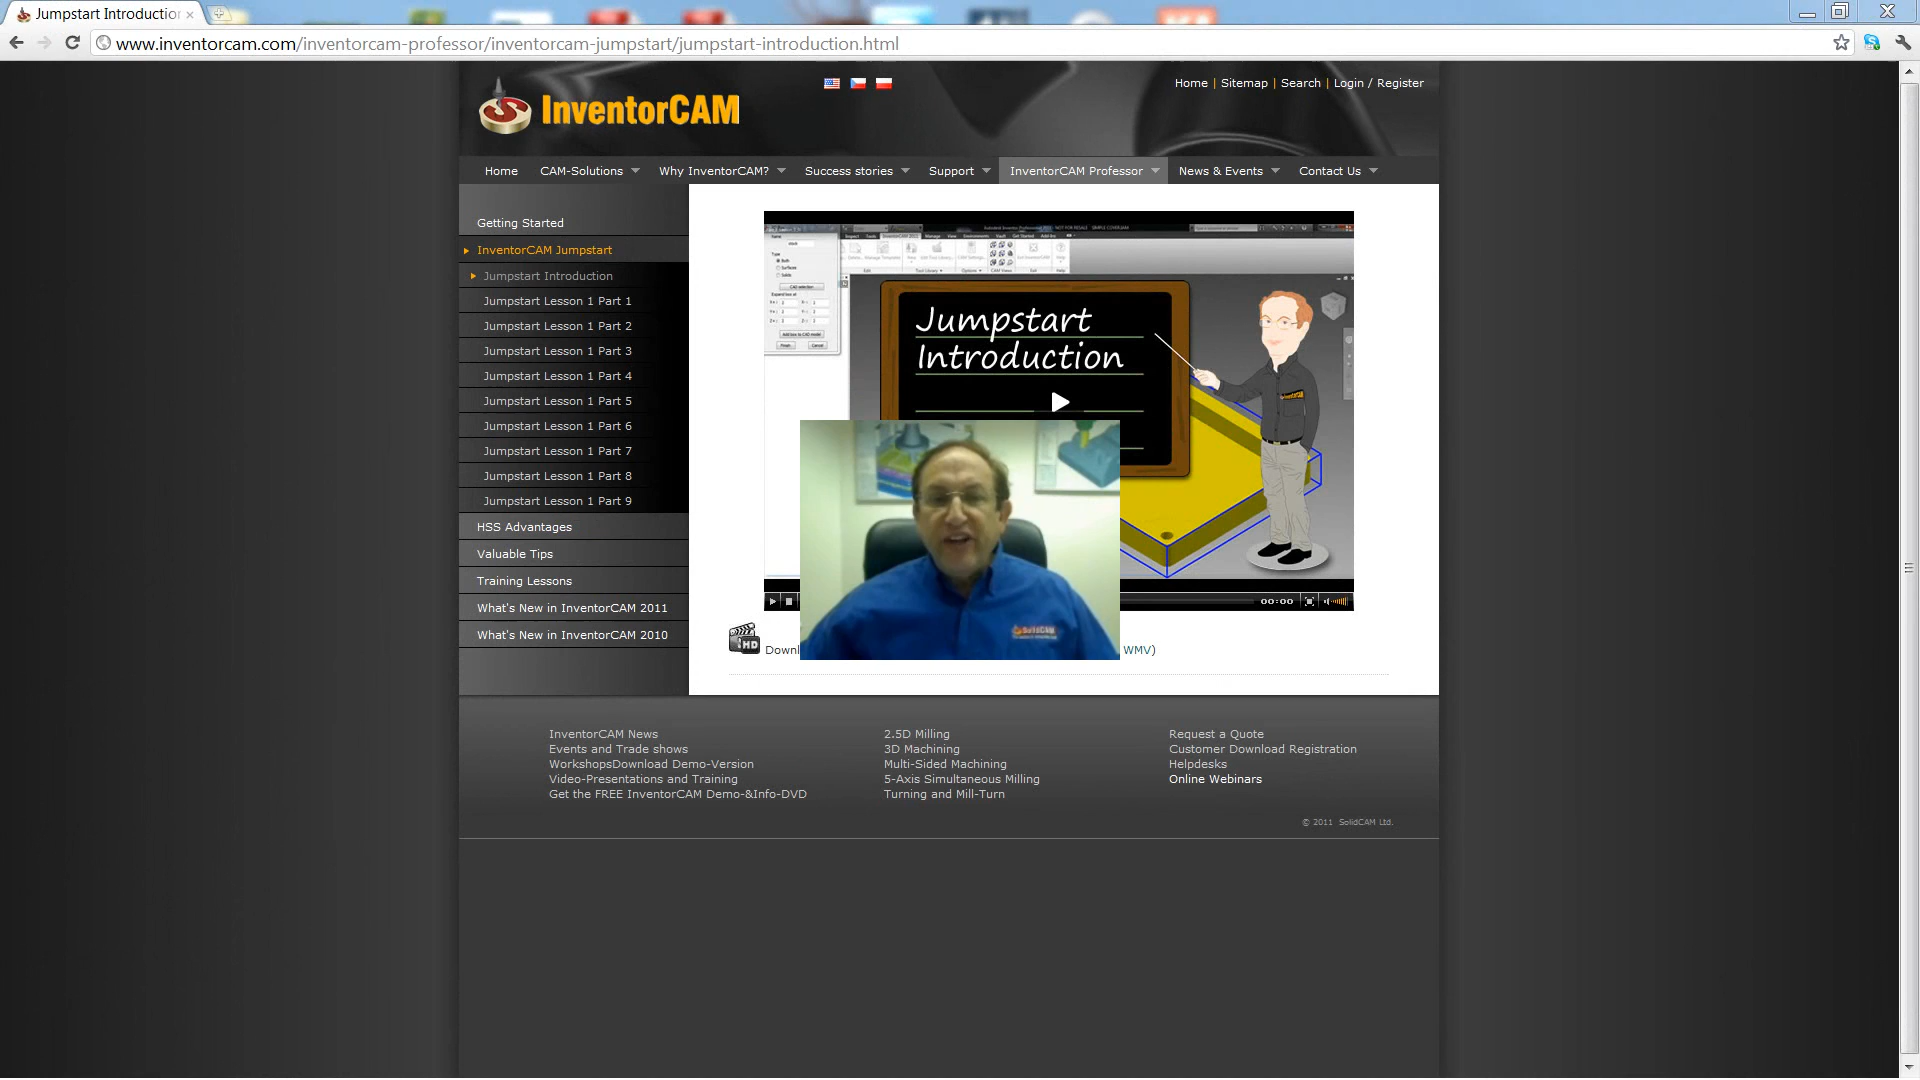 Jumpstart Introduction
www.inventorcam.com/inventorcam-professor/inventorcam-jumpstart/jumpstart-introduction.html
InventorCAM
Home | Sitemap | Search | Login / Register
Home CAM-Solutions Why InventorCAM? Success stories Support InventorCAM Professor News & Events Contact Us
Getting Started
InventorCAM Jumpstart
Jumpstart Introduction
Jumpstart Lesson 1 Part 1
Jumpstart Lesson 1 Part 2
Jumpstart Lesson 1 Part 3
Jumpstart Lesson 1 Part 4
Jumpstart Lesson 1 Part 5
Jumpstart Lesson 1 Part 6
Jumpstart Lesson 1 Part 7
Jumpstart Lesson 1 Part 8
Jumpstart Lesson 1 Part 9
HSS Advantages
Valuable Tips
Training Lessons
What's New in InventorCAM 2011
What's New in InventorCAM 2010
Jumpstart
Introduction
InventorCAM
SolidCAM
00:00
HD
Downl
WMV)
InventorCAM News
Events and Trade shows
WorkshopsDownload Demo-Version
Video-Presentations and Training
Get the FREE InventorCAM Demo-&Info-DVD
2.5D Milling
3D Machining
Multi-Sided Machining
5-Axis Simultaneous Milling
Turning and Mill-Turn
Request a Quote
Customer Download Registration
Helpdesks
Online Webinars
© 2011 SolidCAM Ltd.